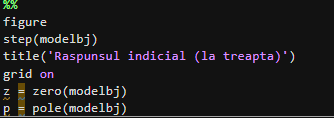 %%
figure
step(modelbj)
title('Raspunsul indicial (la treapta)')
grid on
z = zero(modelbj)
p = pole(modelbj)